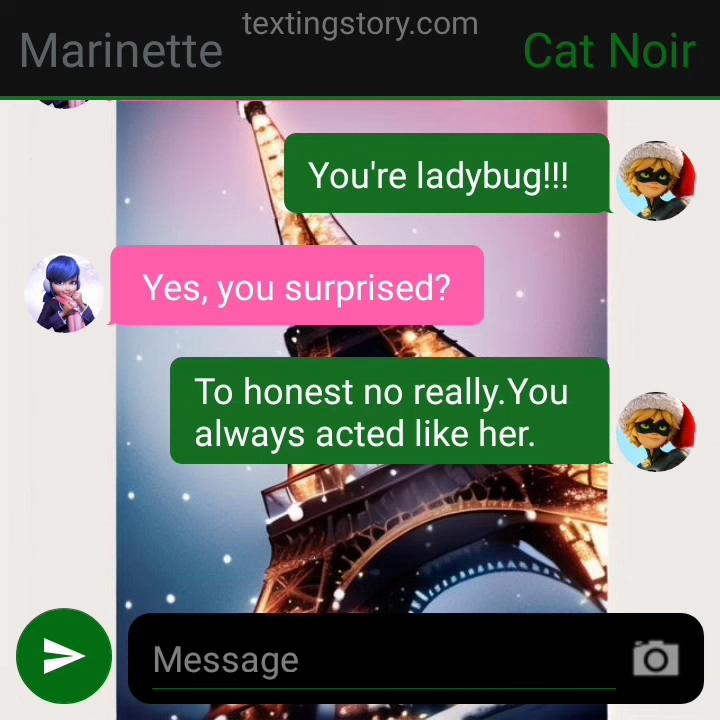 textingstory.com
Marinette
Cat Noir
You're ladybug!!!
Yes, you surprised?
To honest no really.You
always acted like her.
Message